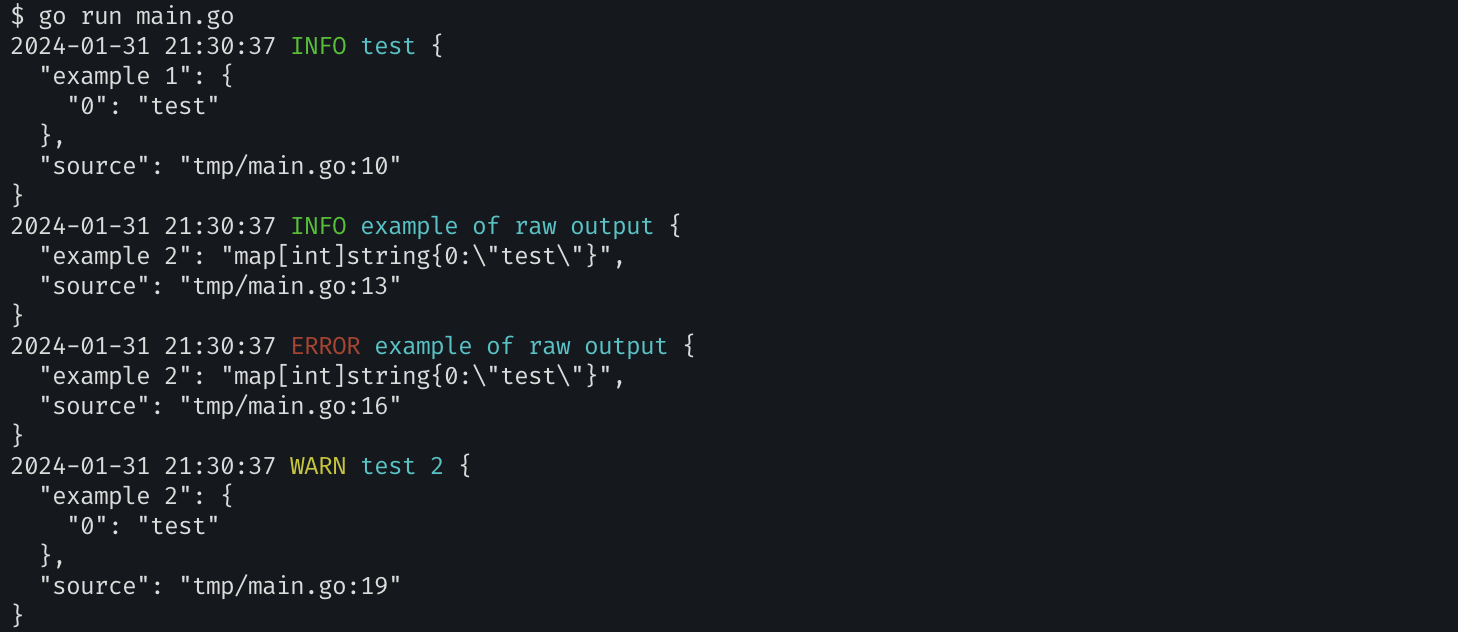 $ go run main.go
2024-01-31 21:30:37 INFO test {
  "example 1": {
    "0": "test"
  },
  "source": "tmp/main.go:10"
}
2024-01-31 21:30:37 INFO example of raw output {
  "example 2": "map[int]string{0:\"test\"}",
  "source": "tmp/main.go:13"
}
2024-01-31 21:30:37 ERROR example of raw output {
  "example 2": "map[int]string{0:\"test\"}",
  "source": "tmp/main.go:16"
}
2024-01-31 21:30:37 WARN test 2 {
  "example 2": {
    "0": "test"
  },
  "source": "tmp/main.go:19"
}